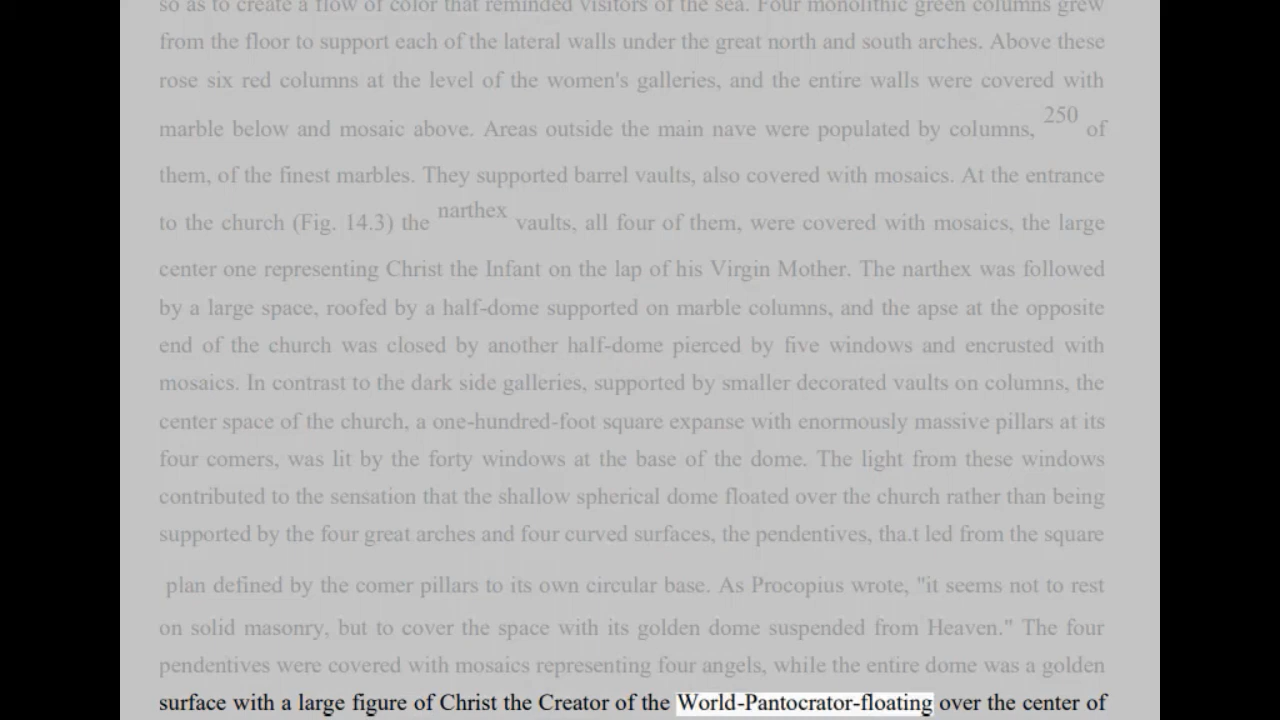 so as to create a flow of color that reminded visitors of the sea. Four monolithic green columns grew
from the floor to support each of the lateral walls under the great north and south arches. Above these
rose six red columns at the level of the women's galleries, and the entire walls were covered with
marble below and mosaic above. Areas outside the main nave were populated by columns, 250 of
them, of the finest marbles. They supported barrel vaults, also covered with mosaics. At the entrance
to the church (Fig. 14.3) the narthex vaults, all four of them, were covered with mosaics, the large
center one representing Christ the Infant on the lap of his Virgin Mother. The narthex was followed
by a large space, roofed by a half-dome supported on marble columns, and the apse at the opposite
end of the church was closed by another half-dome pierced by five windows and encrusted with
mosaics. In contrast to the dark side galleries, supported by smaller decorated vaults on columns, the
center space of the church, a one-hundred-foot square expanse with enormously massive pillars at its
four comers, was lit by the forty windows at the base of the dome. The light from these windows
contributed to the sensation that the shallow spherical dome floated over the church rather than being
supported by the four great arches and four curved surfaces, the pendentives, tha.t led from the square
plan defined by the comer pillars to its own circular base. As Procopius wrote, "it seems not to rest
on solid masonry, but to cover the space with its golden dome suspended from Heaven." The four
pendentives were covered with mosaics representing four angels, while the entire dome was a golden
surface with a large figure of Christ the Creator of the World-Pantocrator-floating over the center of